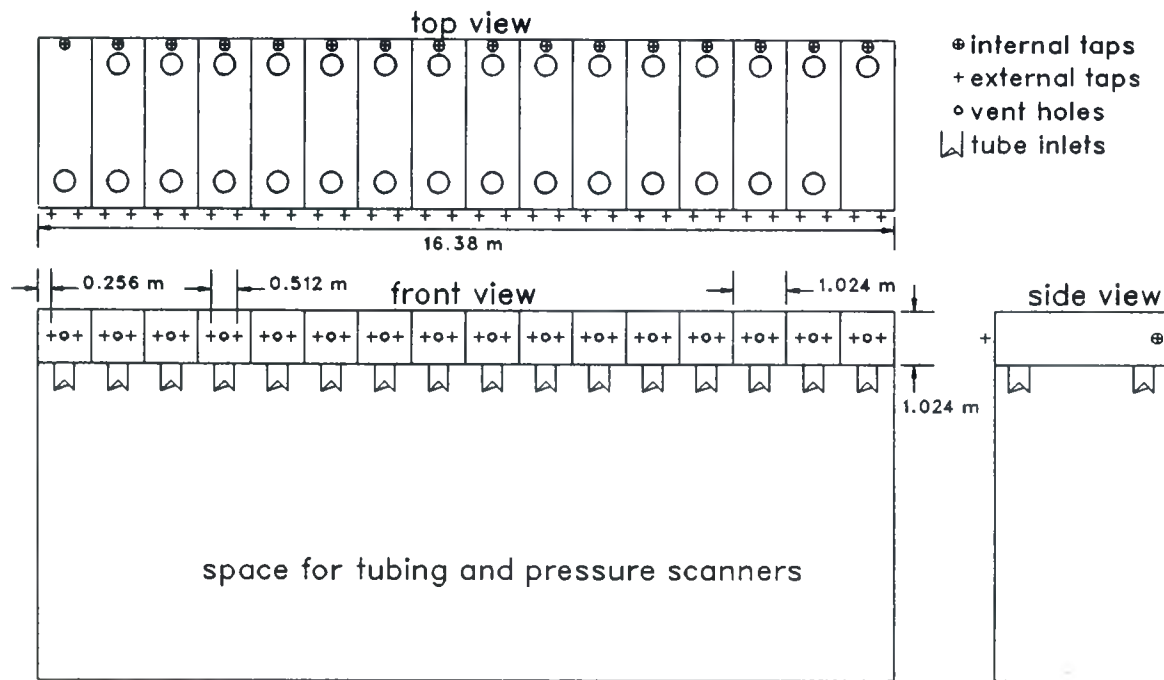 top view
internal taps
+ external taps
vent holes
tube inlets
16.38 m
0.256 m
0.512 m
front view
1.024 m
side view
1.024 m
space for tubing and pressure scanners